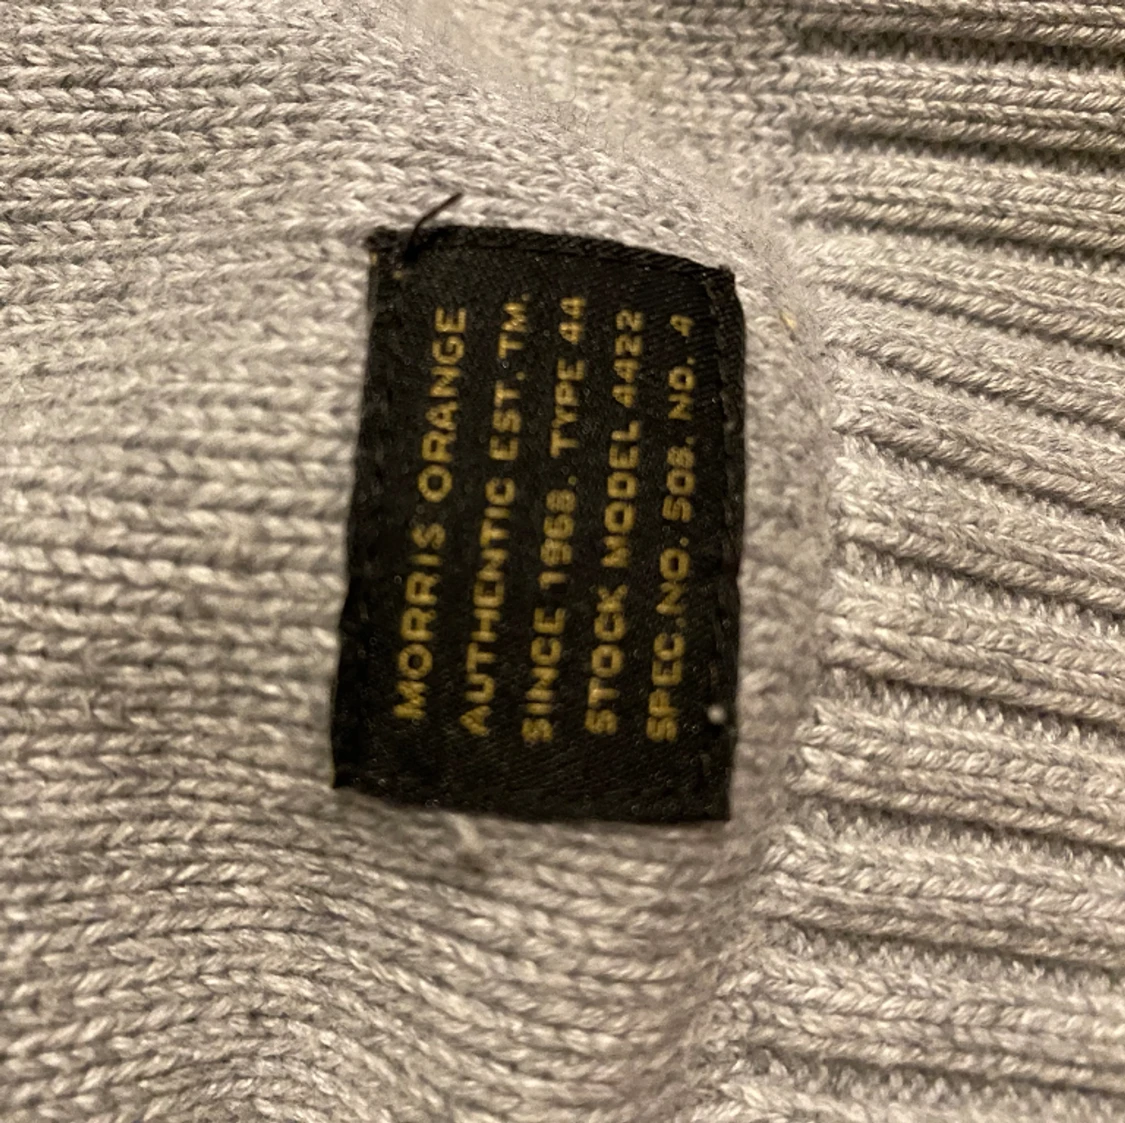 MORRIS ORANGE
AUTHENTIC EST.TM.
SINCE 1968. TYPE 44
STOCK MODEL 4422
SPEC.NO. 508. NO. 4